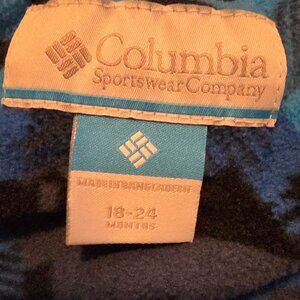 Columbia
Sportswear Company
MADE IN BANGLADESH
18-24
MONTHS